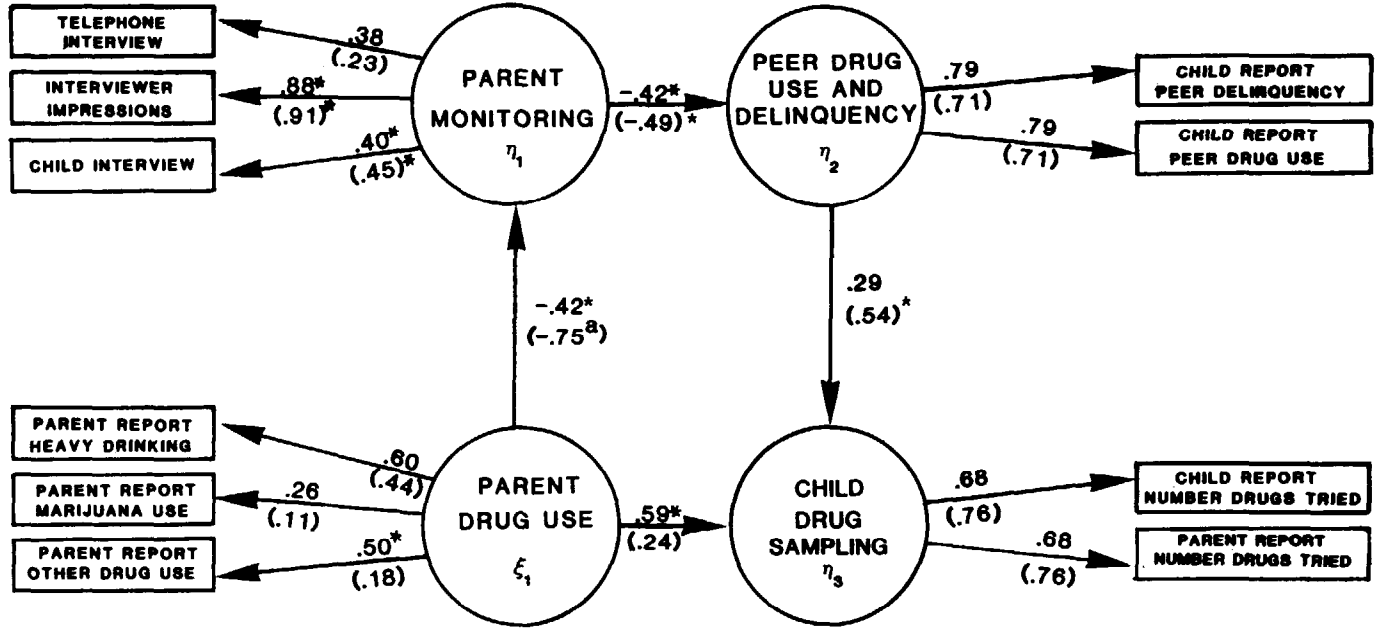 TELEPHONE
INTERVIEW
.38
(.23)
INTERVIEWER
IMPRESSIONS
.88*
(.91)*
CHILD INTERVIEW
.40*
(.45)*
PARENT
MONITORING
η1
-.42*
(-.49)*
PEER DRUG
USE AND
DELINQUENCY
η2
.79
(.71)
CHILD REPORT
PEER DELINQUENCY
.79
(.71)
CHILD REPORT
PEER DRUG USE
-.42*
(-.75a)
.29
(.54)*
PARENT REPORT
HEAVY DRINKING
.60
(.44)
PARENT REPORT
MARIJUANA USE
.26
(.11)
PARENT REPORT
OTHER DRUG USE
.50*
(.18)
PARENT
DRUG USE
ξ1
.59*
(.24)
CHILD
DRUG
SAMPLING
η3
.68
(.76)
CHILD REPORT
NUMBER DRUGS TRIED
.68
(.76)
PARENT REPORT
NUMBER DRUGS TRIED